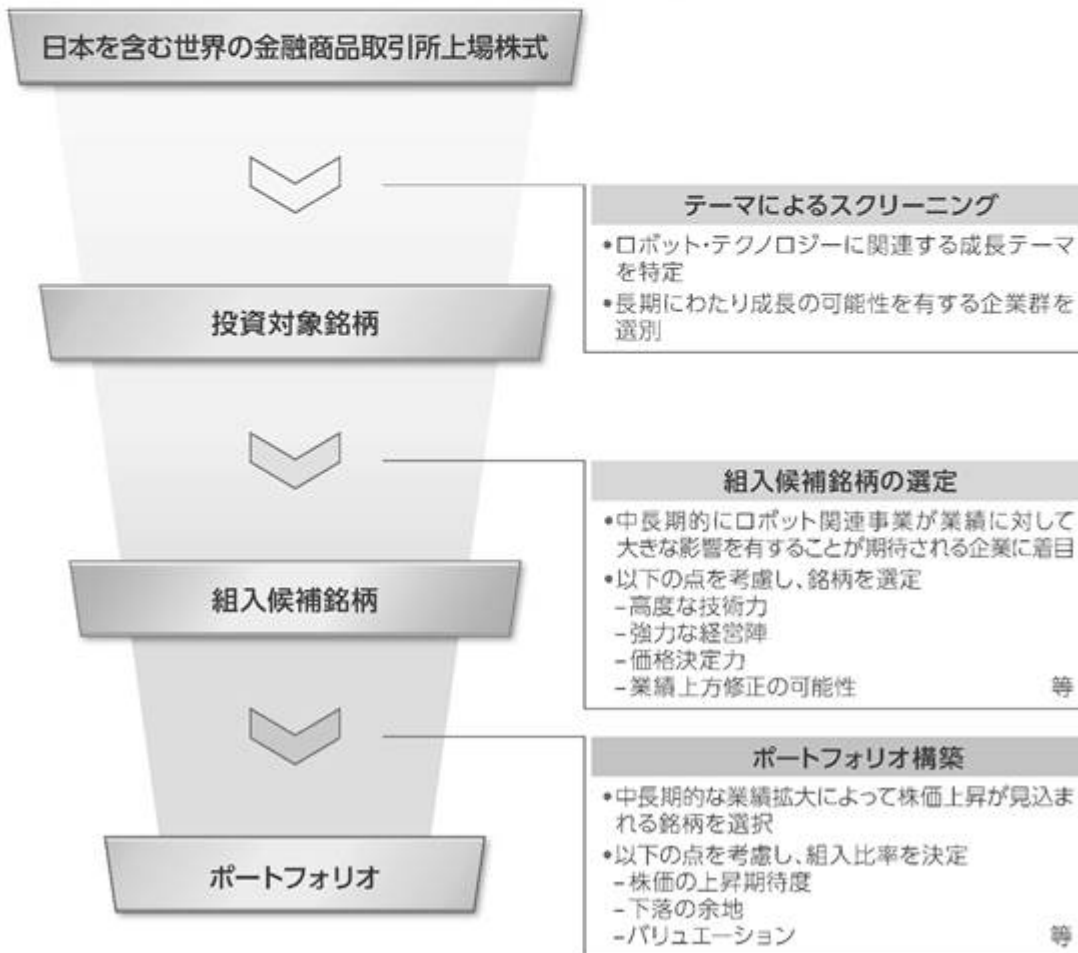 日本を含む世界の金融商品取引所上場株式
テーマによるスクリーニング
•ロボット・テクノロジーに関連する成長テーマ
を特定
•長期にわたり成長の可能性を有する企業群を
選別
投資対象銘柄
組入候補銘柄の選定
•中長期的にロボット関連事業が業績に対して
大きな影響を有することが期待される企業に着目
•以下の点を考慮し、銘柄を選定
–高度な技術力
–強力な経営陣
–価格決定力
–業績上方修正の可能性 等
組入候補銘柄
ポートフォリオ構築
•中長期的な業績拡大によって株価上昇が見込ま
れる銘柄を選択
•以下の点を考慮し、組入比率を決定
–株価の上昇期待度
–下落の余地
–バリュエーション 等
ポートフォリオ